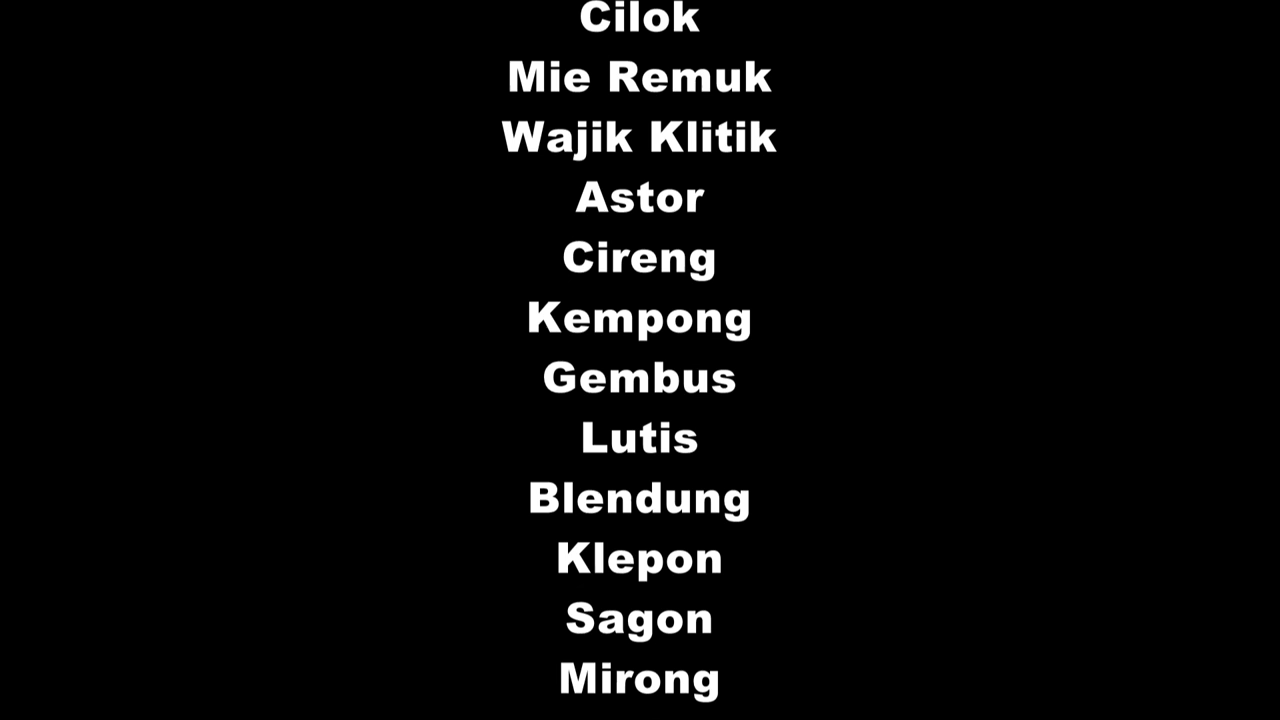 Cilok
Mie Remuk
Wajik Klitik
Astor
Cireng
Kempong
Gembus
Lutis
Blendung
Klepon
Sagon
Mirong